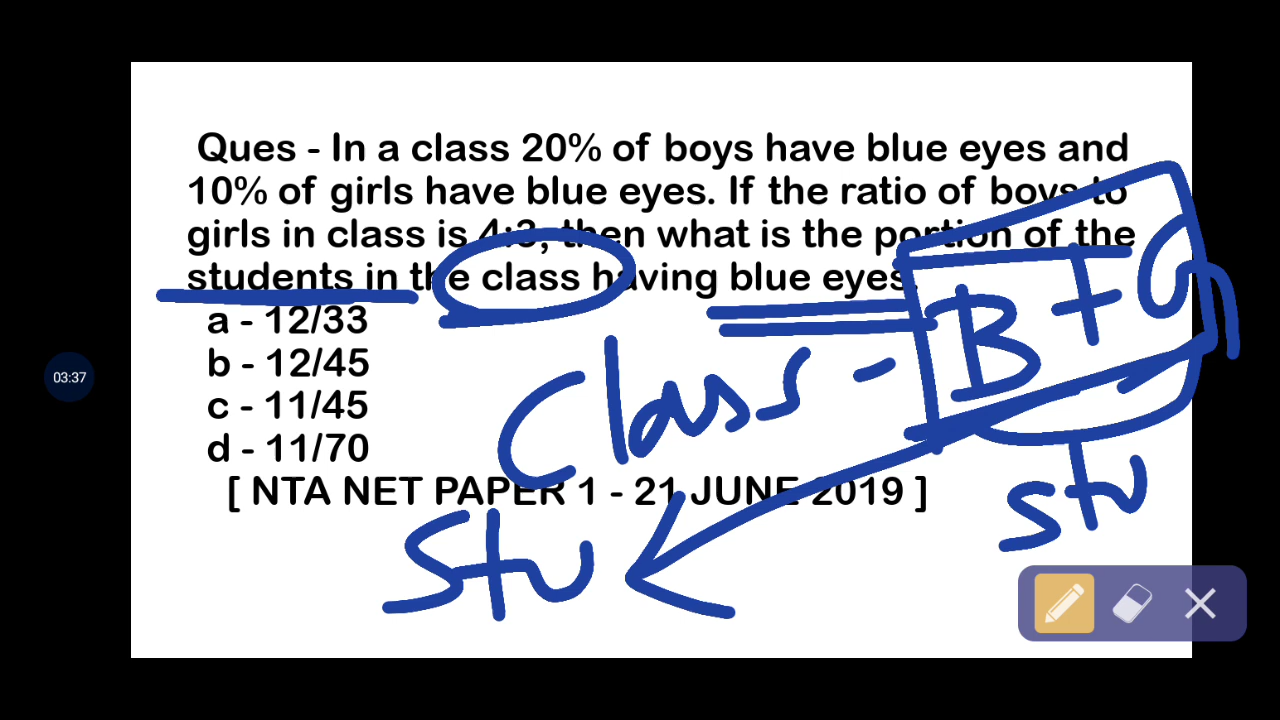 Ques - In a class 20% of boys have blue eyes and
10% of girls have blue eyes. If the ratio of boys to
girls in class is 4:3, then what is the portion of the
students in the class having blue eyes.
a - 12/33
b - 12/45
c - 11/45
d - 11/70
[ NTA NET PAPER 1 - 21 JUNE 2019 ]
Class - B + G
Stu
Stu
03:37